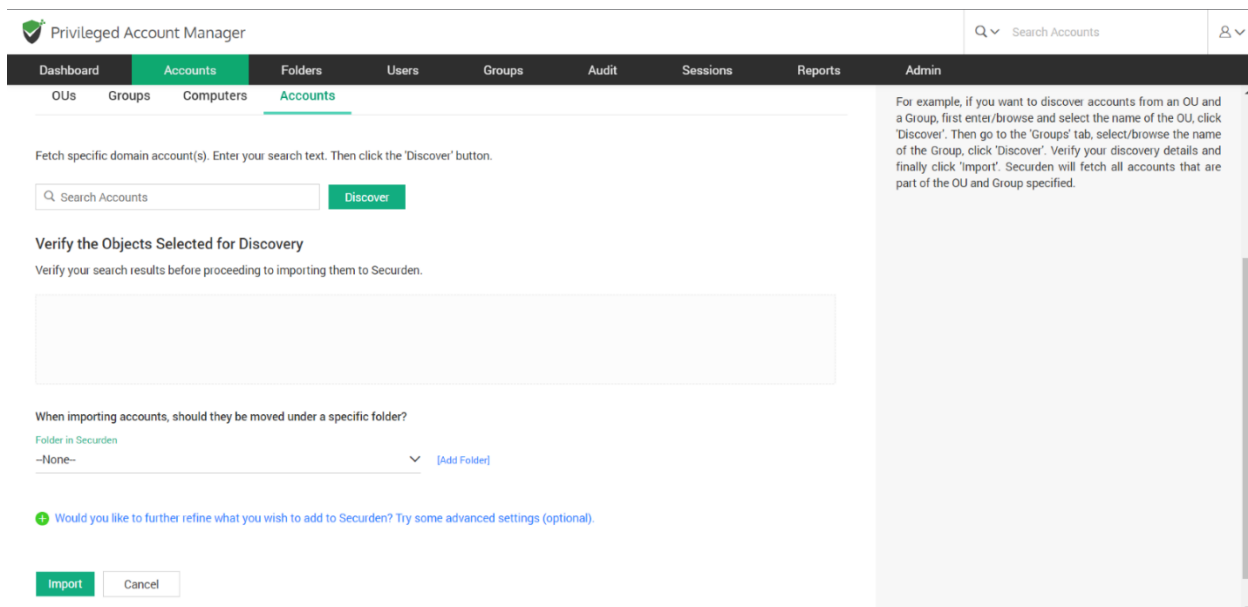 Privileged Account Manager
Search Accounts
Dashboard Accounts Folders Users Groups Audit Sessions Reports Admin
OUs Groups Computers Accounts
Fetch specific domain account(s). Enter your search text. Then click the 'Discover' button.
Search Accounts
Discover
Verify the Objects Selected for Discovery
Verify your search results before proceeding to importing them to Securden.
When importing accounts, should they be moved under a specific folder?
Folder in Securden
--None--
[Add Folder]
Would you like to further refine what you wish to add to Securden? Try some advanced settings (optional).
Import Cancel
For example, if you want to discover accounts from an OU and
a Group, first enter/browse and select the name of the OU, click
'Discover'. Then go to the 'Groups' tab, select/browse the name
of the Group, click 'Discover'. Verify your discovery details and
finally click 'Import'. Securden will fetch all accounts that are
part of the OU and Group specified.